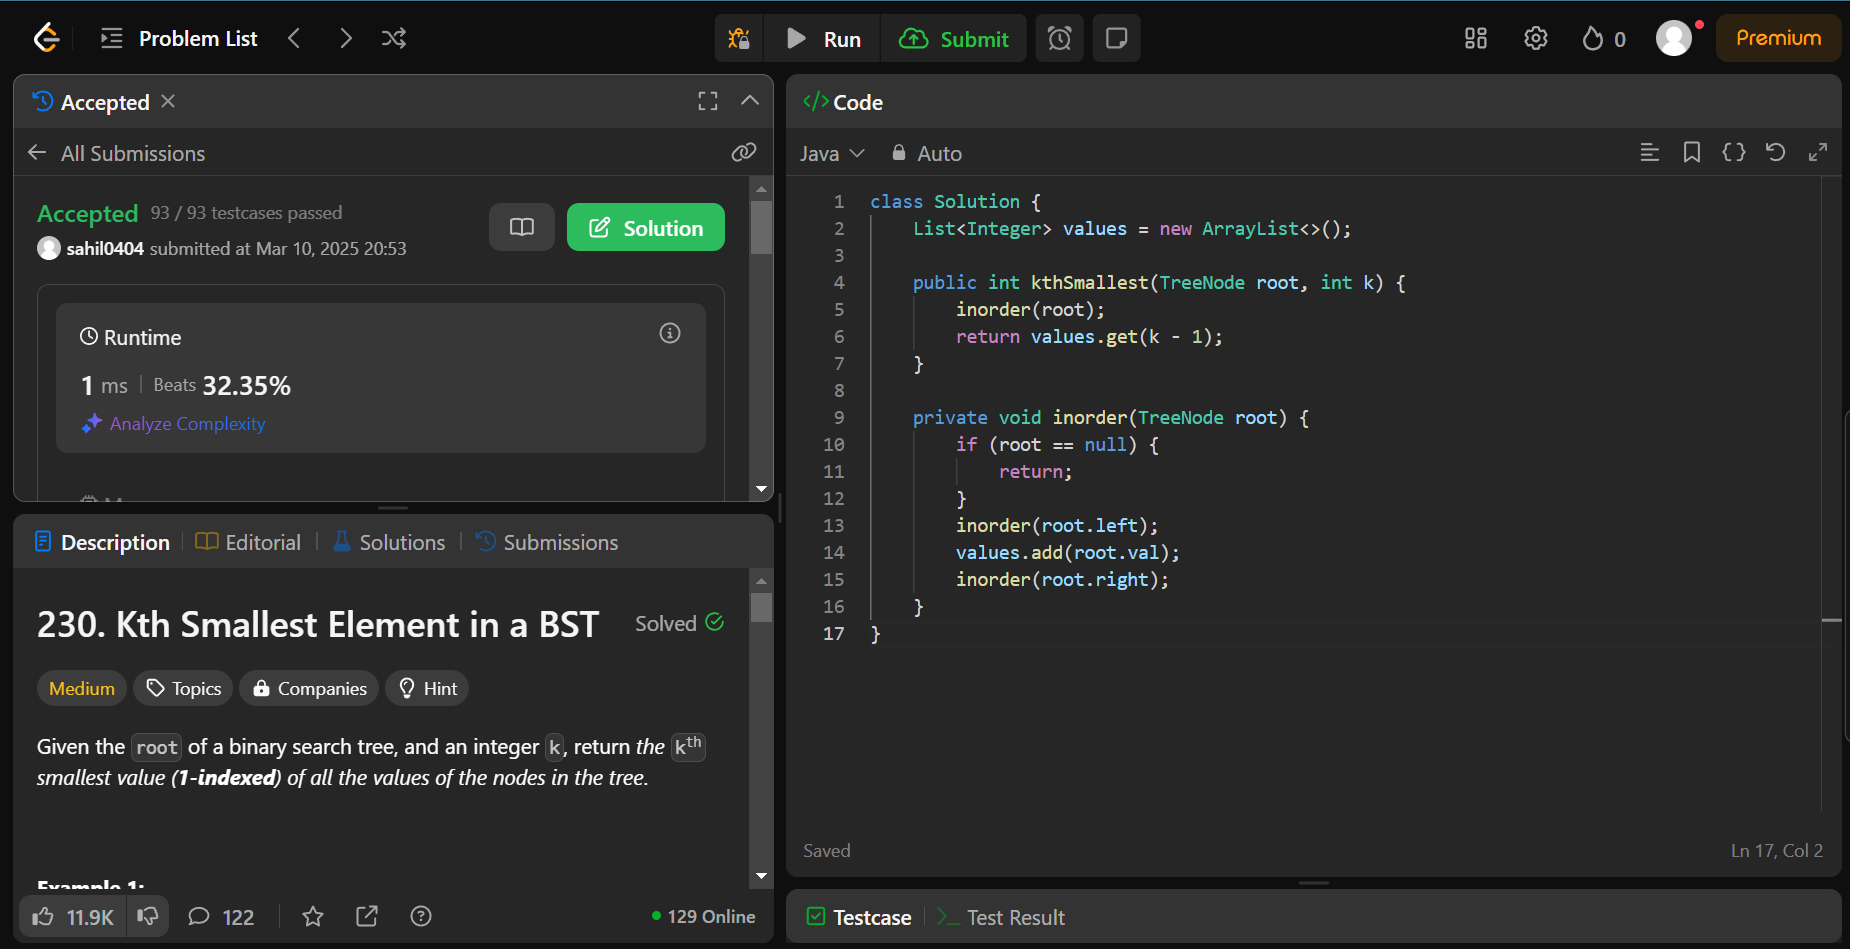 Problem List
Run
Submit
0
Premium
Accepted
All Submissions
Accepted 93 / 93 testcases passed
sahil0404 submitted at Mar 10, 2025 20:53
Solution
Runtime
1 ms | Beats 32.35%
Analyze Complexity
Description
Editorial
Solutions
Submissions
230. Kth Smallest Element in a BST
Solved
Medium
Topics
Companies
Hint
Given the root of a binary search tree, and an integer k, return the kth
smallest value (1-indexed) of all the values of the nodes in the tree.
Example 1:
11.9K
122
129 Online
</> Code
Java
Auto
1 class Solution {
2     List<Integer> values = new ArrayList<>();
3
4     public int kthSmallest(TreeNode root, int k) {
5         inorder(root);
6         return values.get(k - 1);
7     }
8
9     private void inorder(TreeNode root) {
10         if (root == null) {
11             return;
12         }
13         inorder(root.left);
14         values.add(root.val);
15         inorder(root.right);
16     }
17 }
Saved
Ln 17, Col 2
Testcase
Test Result